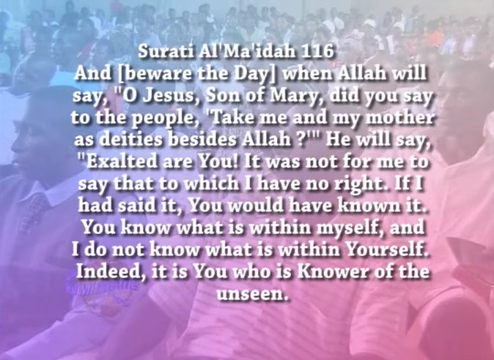 Surati Al'Ma'idah 116
And [beware the Day] when Allah will
say, "O Jesus, Son of Mary, did you say
to the people, 'Take me and my mother
as deities besides Allah ?'" He will say,
"Exalted are You! It was not for me to
say that to which I have no right. If I
had said it, You would have known it.
You know what is within myself, and
I do not know what is within Yourself.
Indeed, it is You who is Knower of the
unseen.